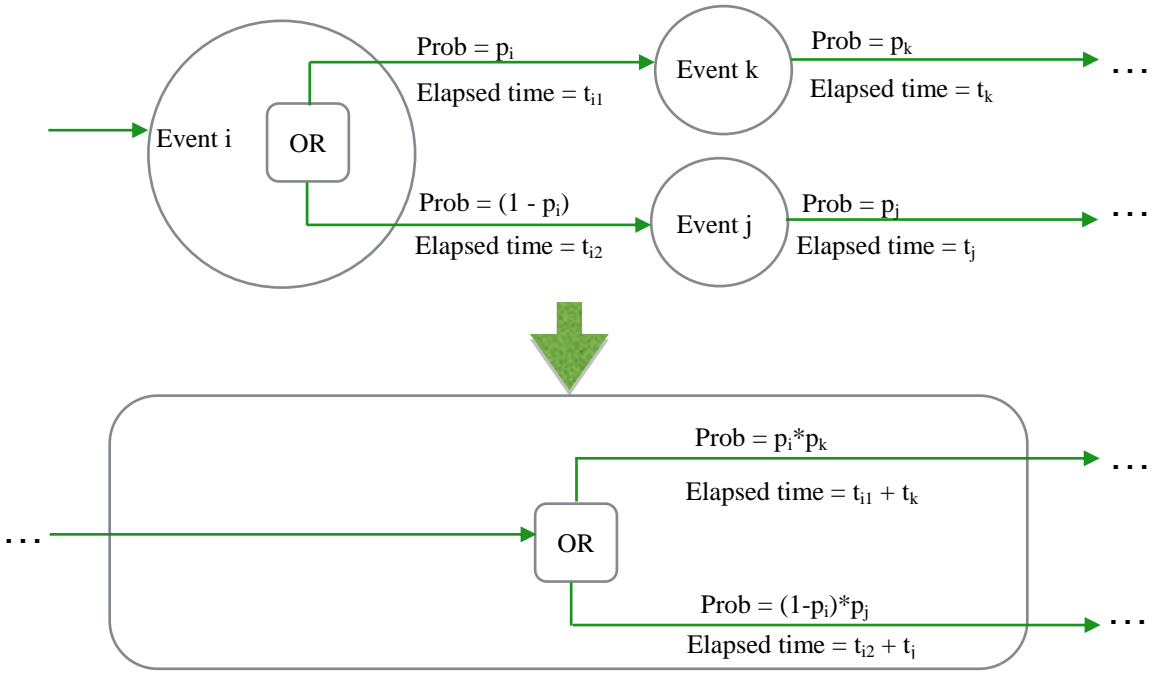 Prob = pᵢ
Elapsed time = tᵢ₁
Event k
Prob = pₖ
Elapsed time = tₖ
...
Event i
OR
Prob = (1 - pᵢ)
Elapsed time = tᵢ₂
Event j
Prob = pⱼ
Elapsed time = tⱼ
...
Prob = pᵢ*pₖ
Elapsed time = tᵢ₁ + tₖ
...
...
OR
Prob = (1-pᵢ)*pⱼ
Elapsed time = tᵢ₂ + tⱼ
...